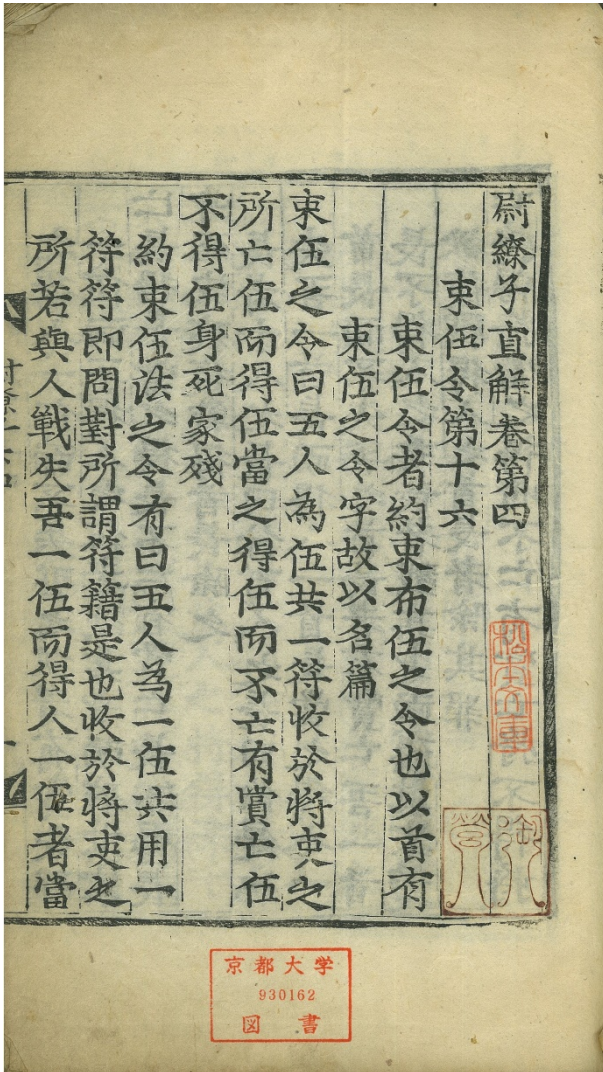 尉繚子直解卷第四
束伍令第十六
束伍令者約束布伍之令也以首有
束伍之令字故以名篇
束伍之令曰五人為伍共一符收於將吏之
所亡伍而得伍當之得伍而不亡有賞亡伍
不得伍身死家殘
約束伍法之令有曰五人為一伍共用一
符符即問對所謂符籍是也收於將吏之
所若與人戰失吾一伍而得人一伍者當
京都大学
930162
図書